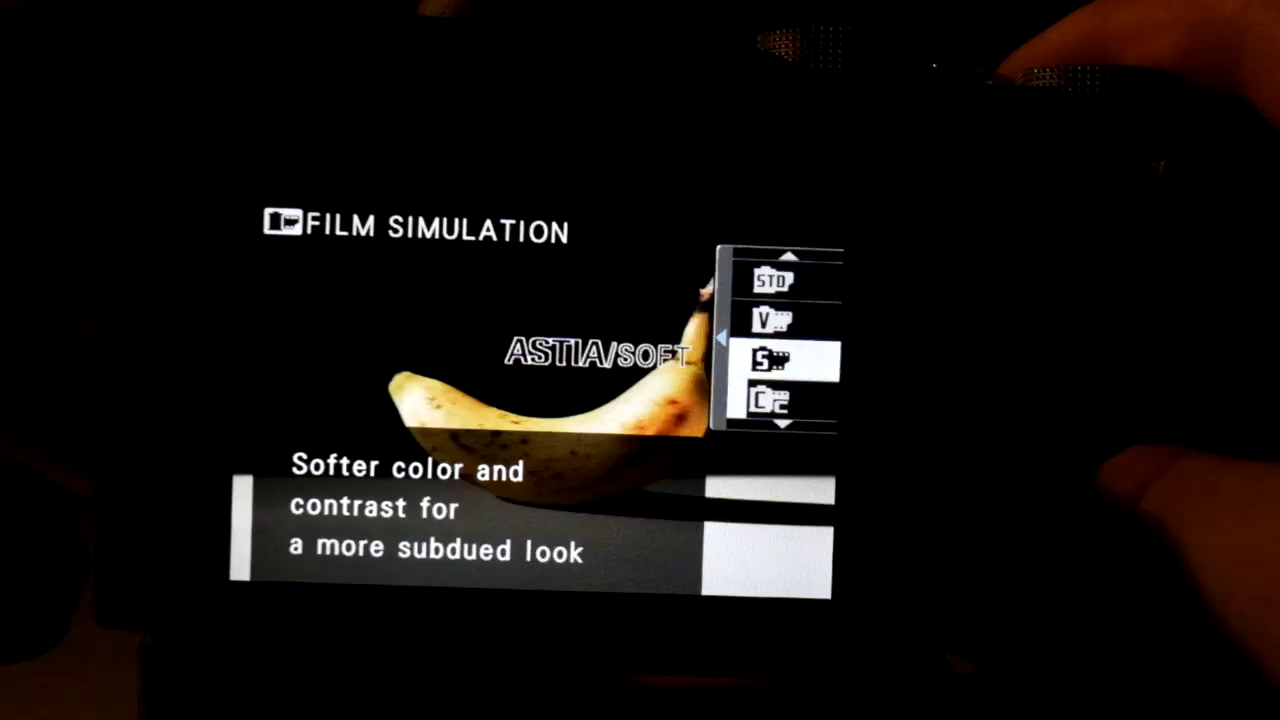 FILM SIMULATION
STD
V
ASTIA/SOFT
S
Cc
Softer color and
contrast for
a more subdued look